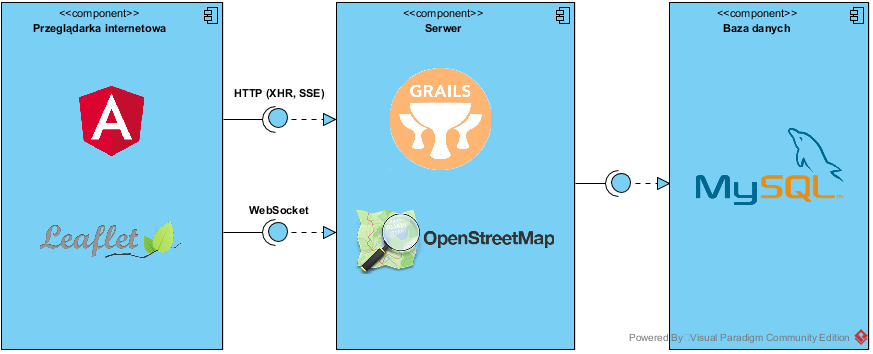 <<component>>
Przeglądarka internetowa
A
Leaflet
HTTP (XHR, SSE)
WebSocket
<<component>>
Serwer
GRAILS
OpenStreetMap
<<component>>
Baza danych
MySQL
Powered By Visual Paradigm Community Edition